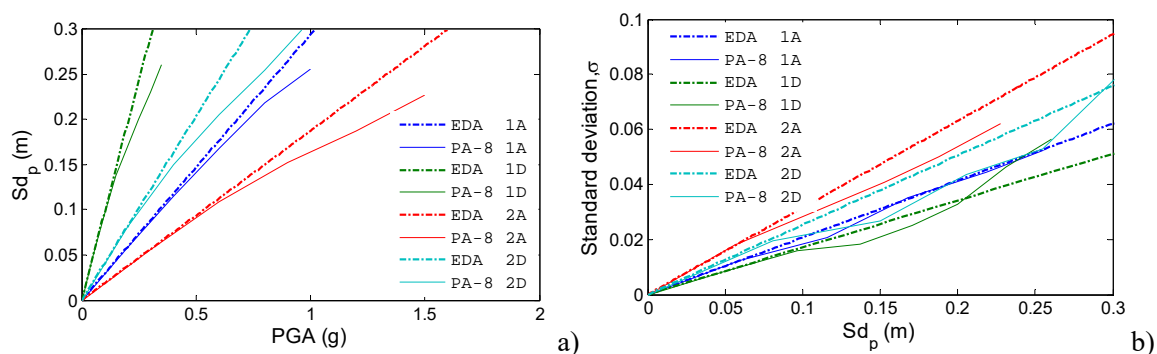 0.3
0.25
0.2
0.15
0.1
0.05
0
Sd_p (m)
0 0.5 1 1.5 2
PGA (g)
EDA 1A
PA-8 1A
EDA 1D
PA-8 1D
EDA 2A
PA-8 2A
EDA 2D
PA-8 2D
a)
0.1
0.08
0.06
0.04
0.02
0
Standard deviation,σ
0 0.05 0.1 0.15 0.2 0.25 0.3
Sd_p (m)
EDA 1A
PA-8 1A
EDA 1D
PA-8 1D
EDA 2A
PA-8 2A
EDA 2D
PA-8 2D
b)